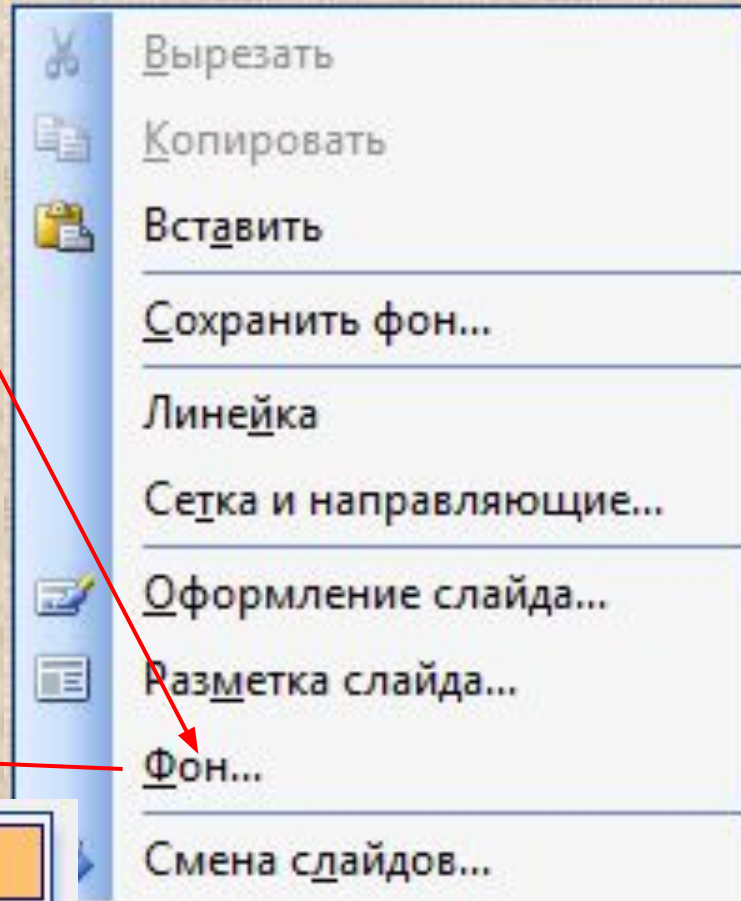 Вырезать
Копировать
Вставить
Сохранить фон...
Линейка
Сетка и направляющие...
Оформление слайда...
Разметка слайда...
Фон...
Смена слайдов...